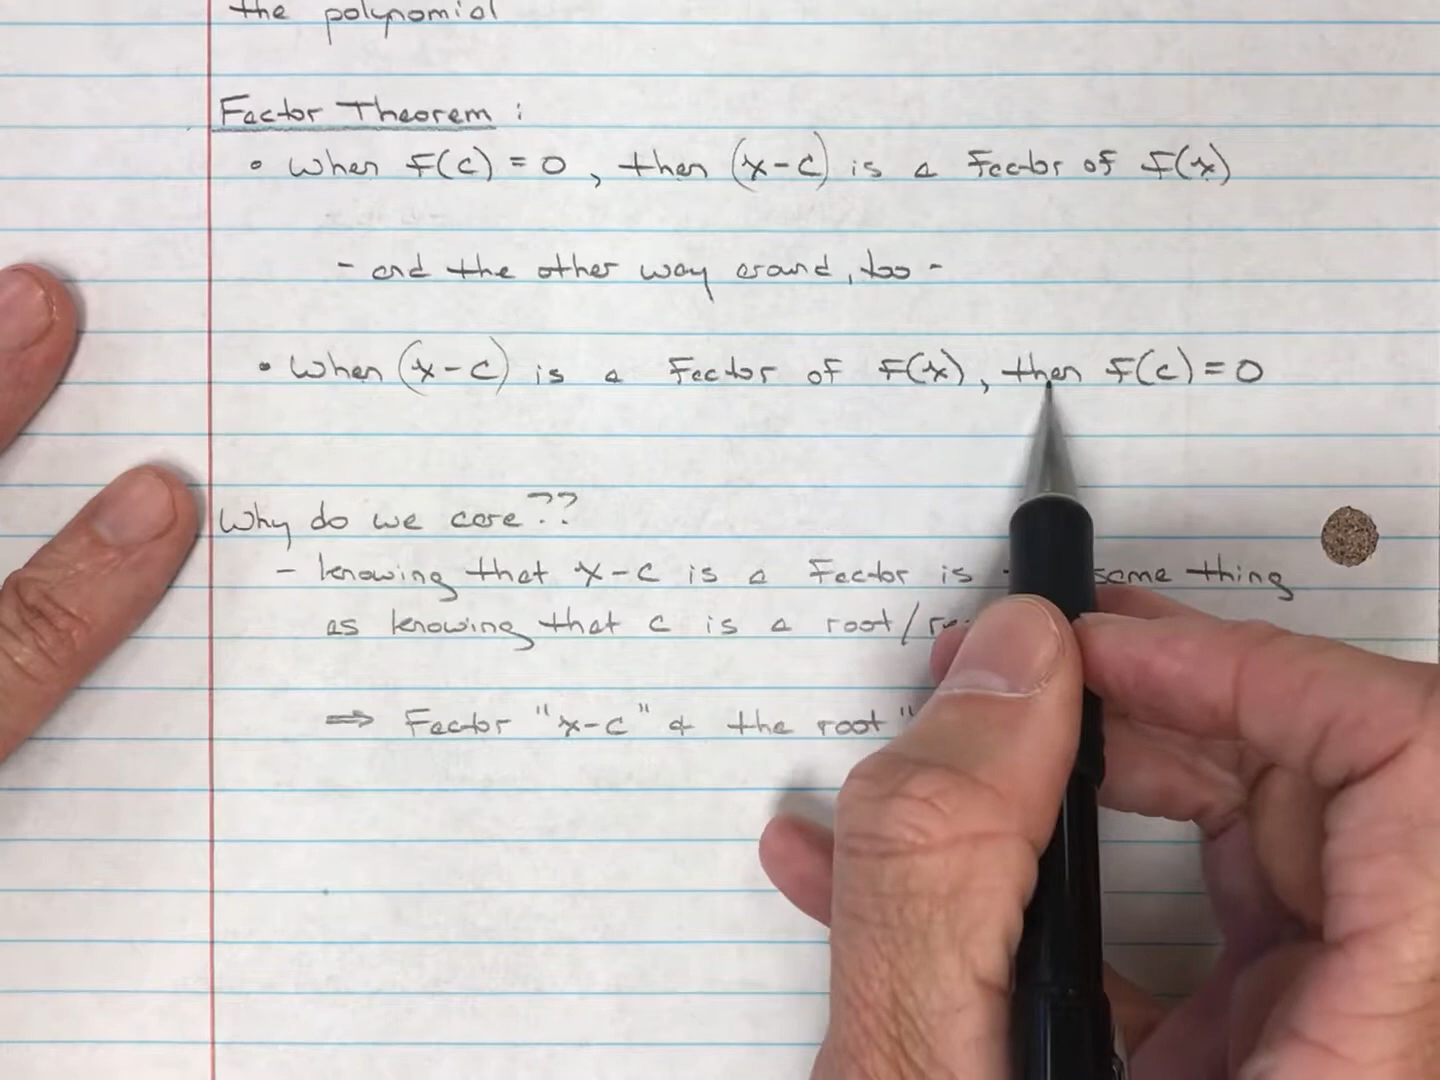 the polynomial
Factor Theorem :
• When f(c) = 0, then (x-c) is a factor of f(x)
- and the other way around, too -
• When (x-c) is a factor of f(x), then f(c) = 0
Why do we care??
- knowing that x-c is a factor is same thing
as knowing that c is a root/
⇒ Factor "x-c" & the root "